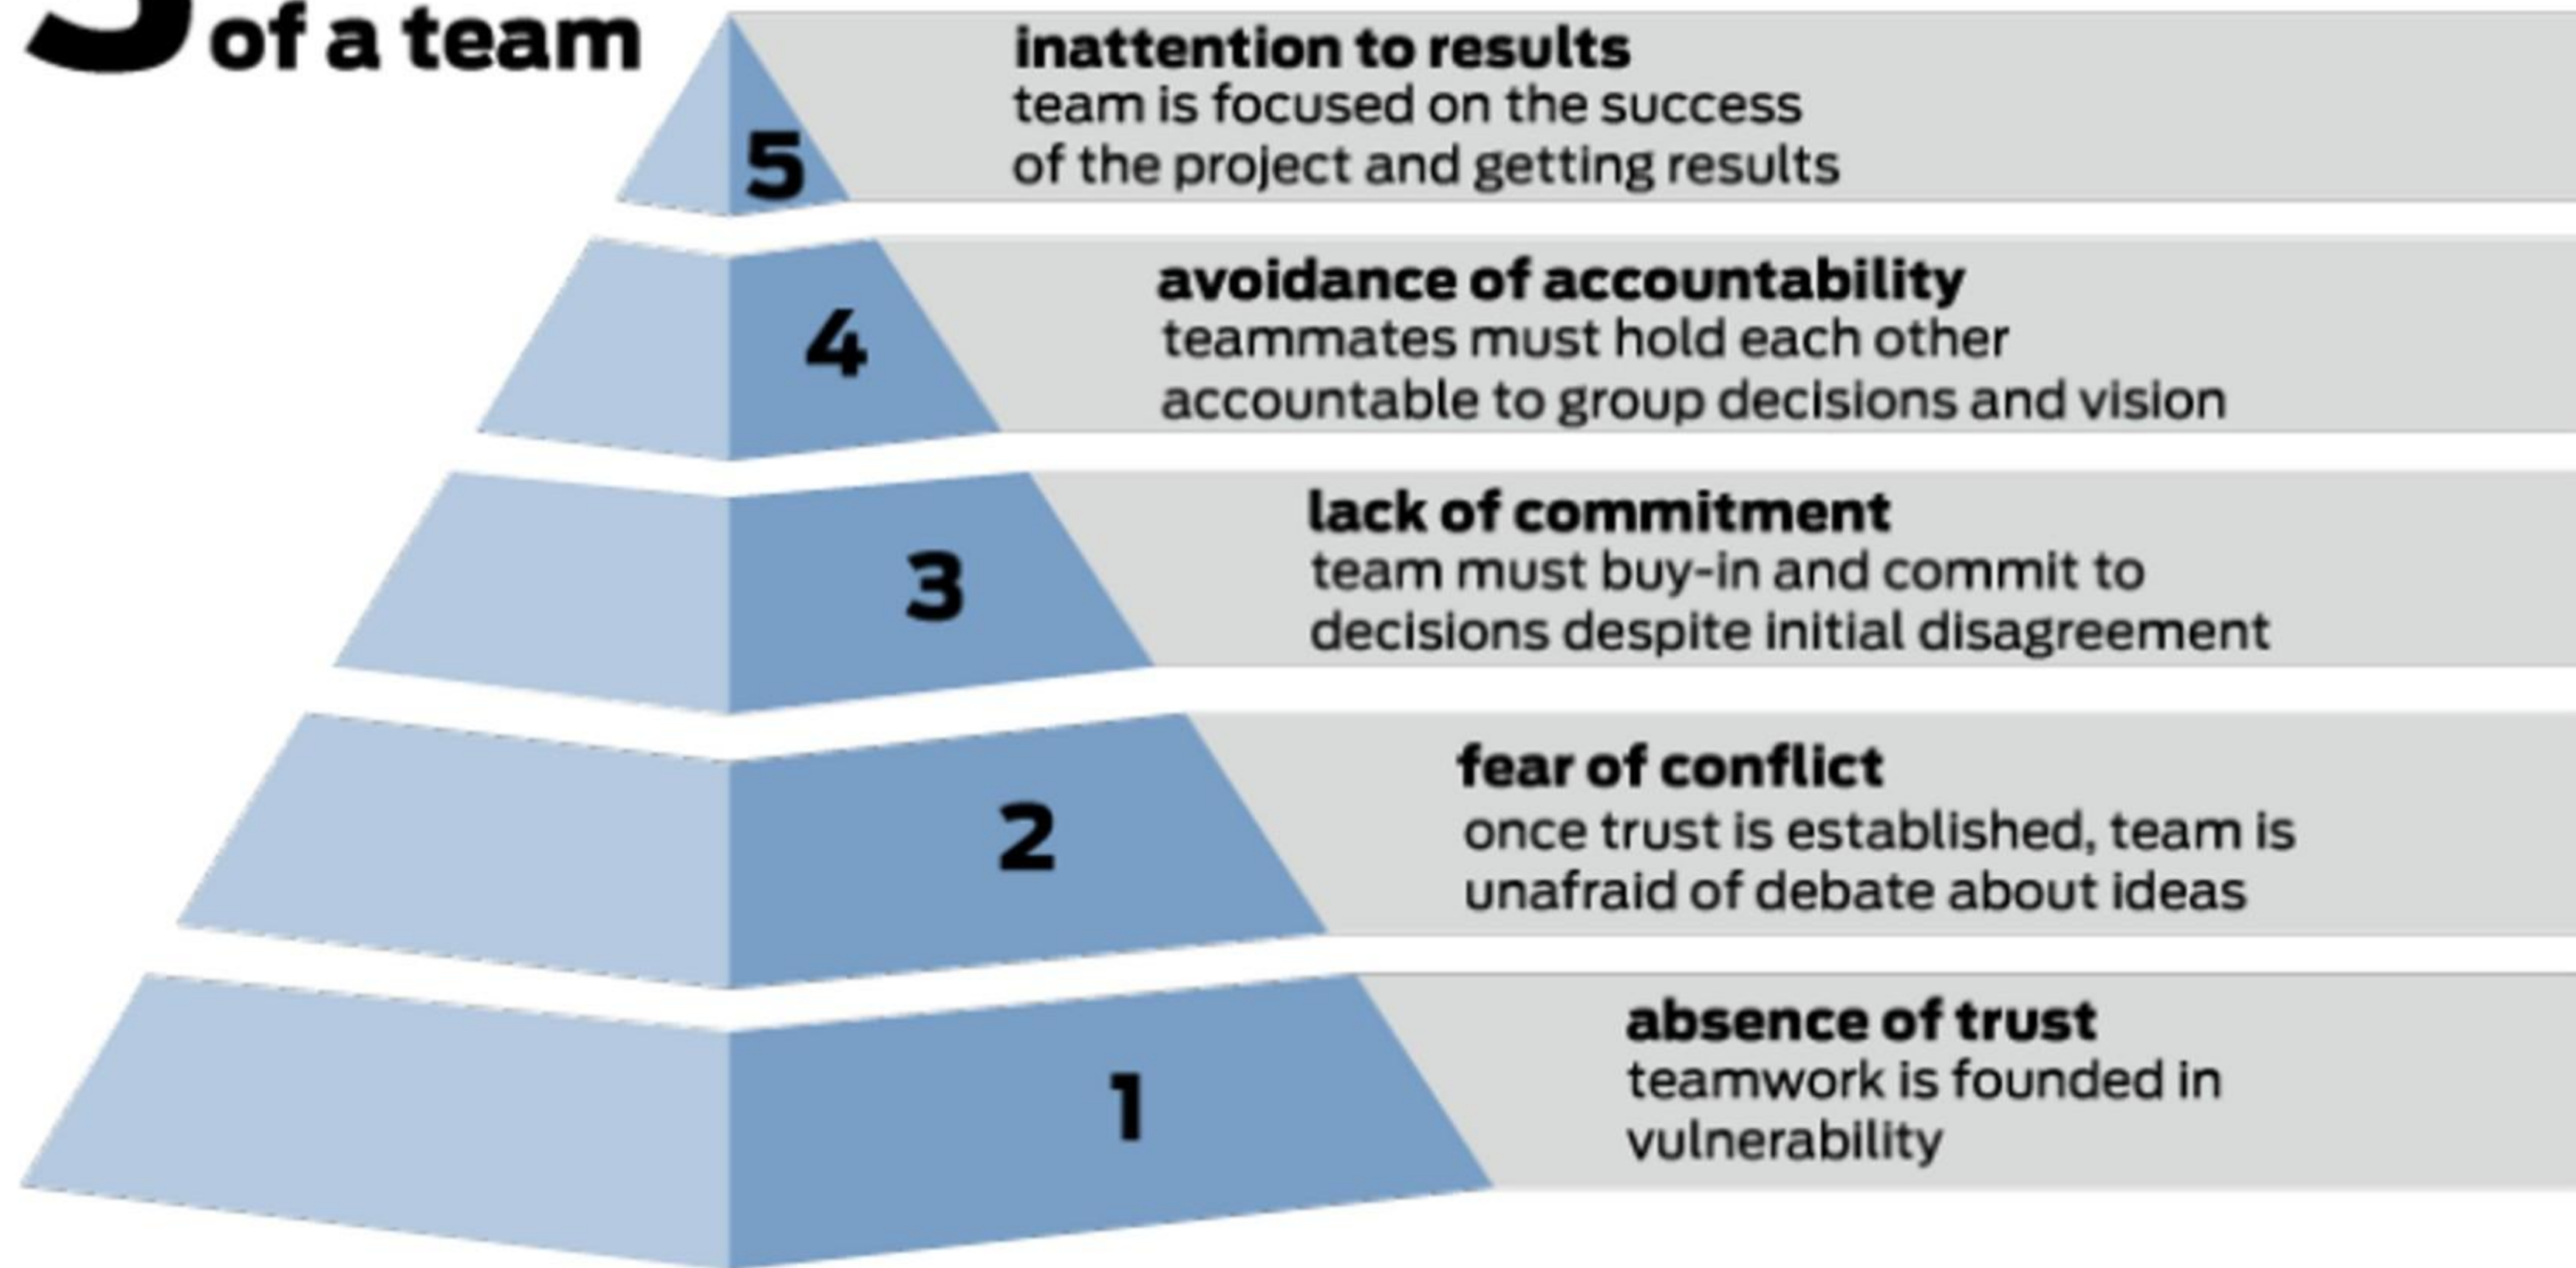 of a team
inattention to results
team is focused on the success
of the project and getting results
5
avoidance of accountability
teammates must hold each other
accountable to group decisions and vision
4
lack of commitment
team must buy-in and commit to
decisions despite initial disagreement
3
fear of conflict
once trust is established, team is
unafraid of debate about ideas
2
absence of trust
teamwork is founded in
vulnerability
1